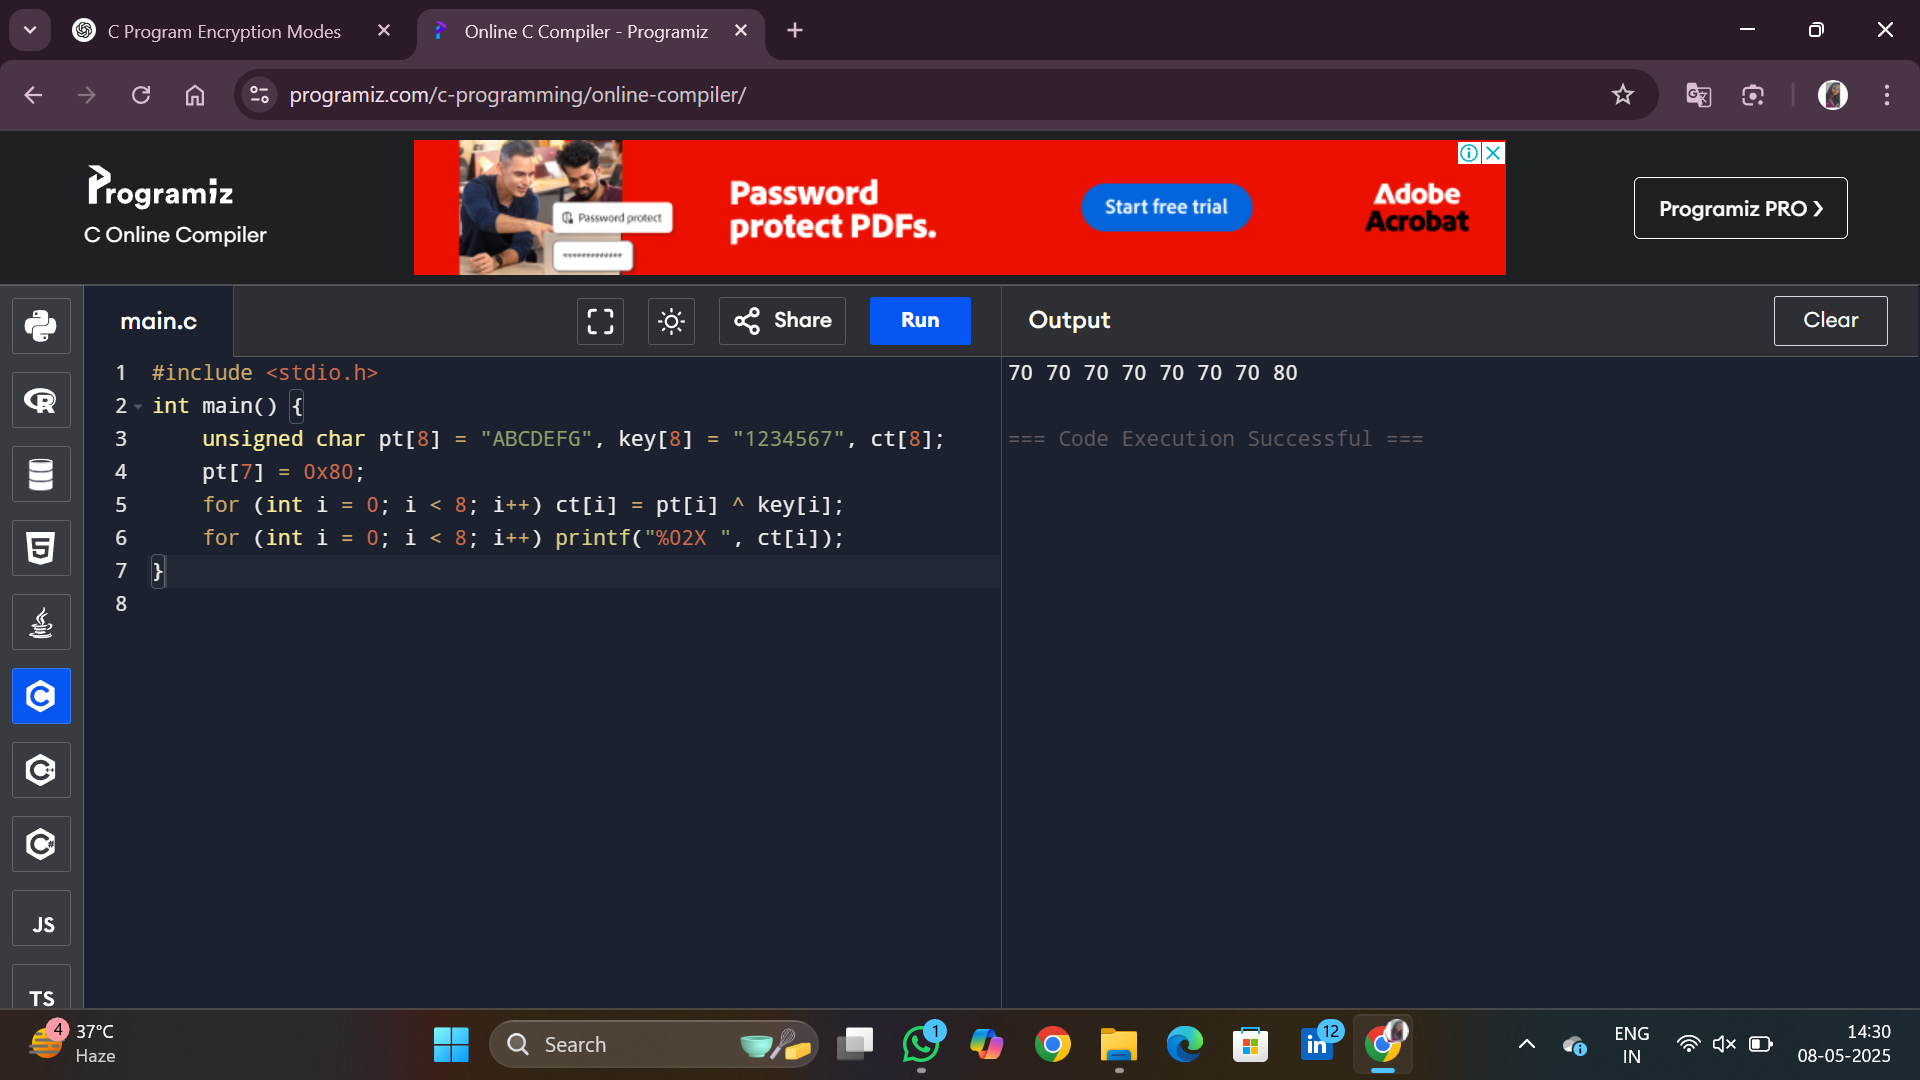 C Program Encryption Modes
Online C Compiler - Programiz
programiz.com/c-programming/online-compiler/
Programiz
C Online Compiler
Password protect
Password
protect PDFs.
Start free trial
Adobe
Acrobat
Programiz PRO ❯
main.c
Share
Run
Output
Clear
1 #include <stdio.h>
2 int main() {
3 unsigned char pt[8] = "ABCDEFG", key[8] = "1234567", ct[8];
4 pt[7] = 0x80;
5 for (int i = 0; i < 8; i++) ct[i] = pt[i] ^ key[i];
6 for (int i = 0; i < 8; i++) printf("%02X ", ct[i]);
7 }
8
70 70 70 70 70 70 70 80
=== Code Execution Successful ===
JS
TS
4
37°C
Haze
Search
1
12
ENG
IN
14:30
08-05-2025